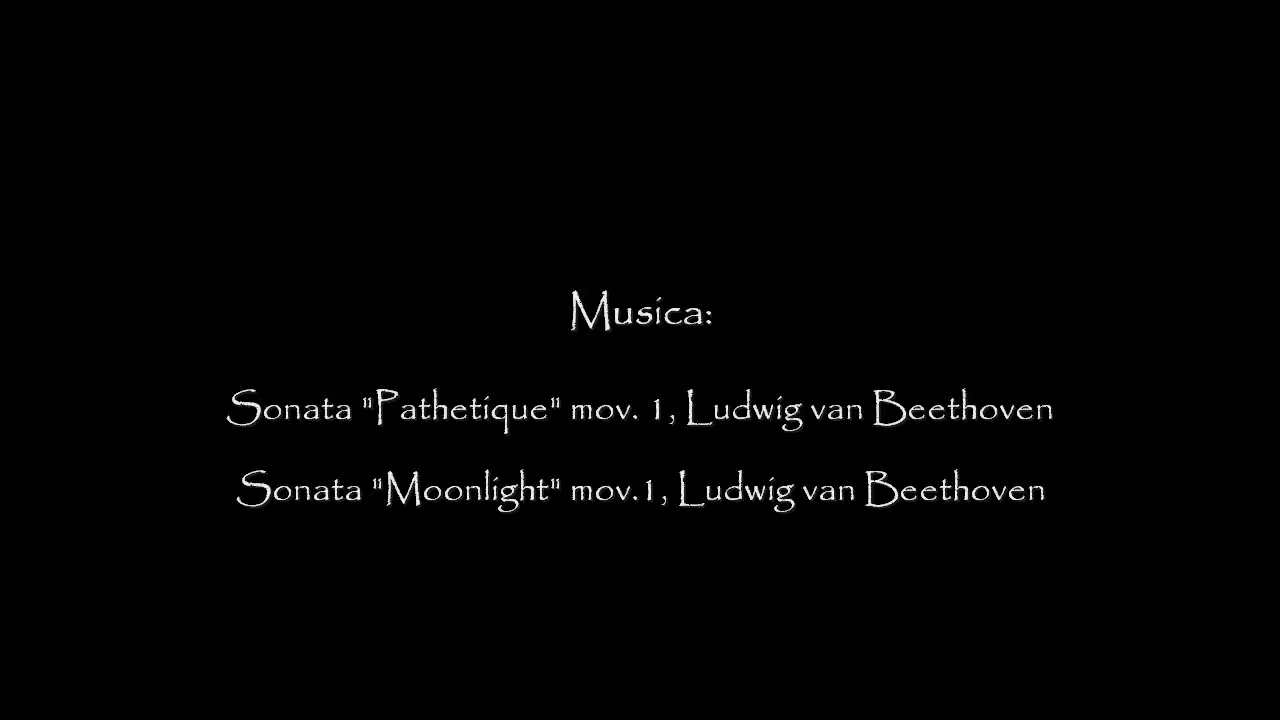 Musica:
Sonata "Pathetique" mov. 1, Ludwig van Beethoven
Sonata "Moonlight" mov.1, Ludwig van Beethoven